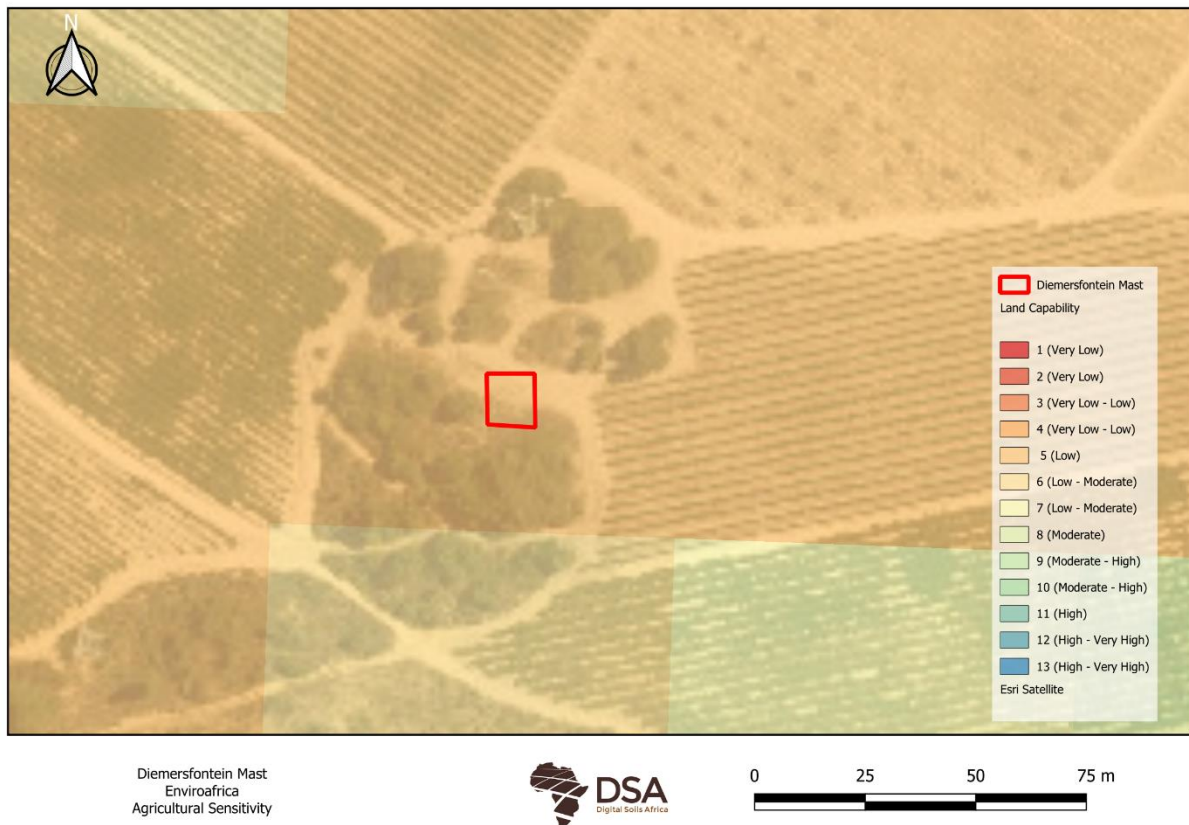 N
Diemersfontein Mast
Land Capability
1 (Very Low)
2 (Very Low)
3 (Very Low - Low)
4 (Very Low - Low)
5 (Low)
6 (Low - Moderate)
7 (Low - Moderate)
8 (Moderate)
9 (Moderate - High)
10 (Moderate - High)
11 (High)
12 (High - Very High)
13 (High - Very High)
Esri Satellite
Diemersfontein Mast
Enviroafrica
Agricultural Sensitivity
DSA
Digital Soils Africa
0 25 50 75 m